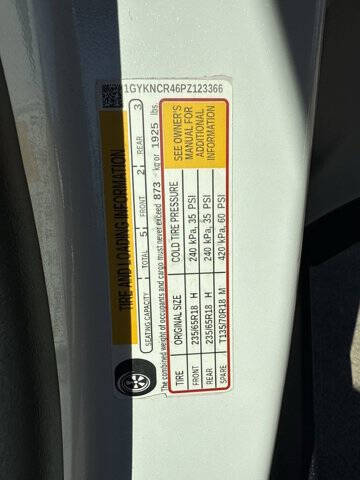 1GYKNCR46PZ123366
TIRE AND LOADING INFORMATION
SEATING CAPACITY TOTAL 5 FRONT 2 REAR 3
The combined weight of occupants and cargo must never exceed 873 kg or 1925 lbs.
TIRE ORIGINAL SIZE COLD TIRE PRESSURE
FRONT 235/65R18 H 240 kPa, 35 PSI
REAR 235/65R18 H 240 kPa, 35 PSI
SPARE T135/70R18 M 420 kPa, 60 PSI
SEE OWNER'S
MANUAL FOR
ADDITIONAL
INFORMATION